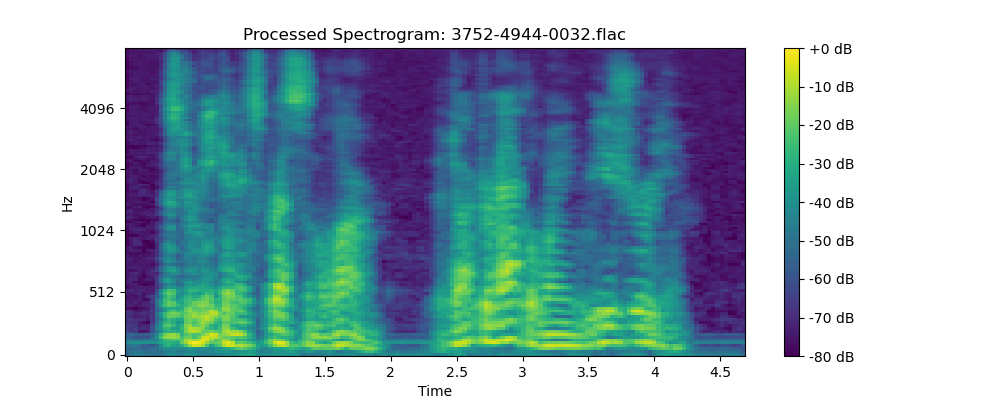 Processed Spectrogram: 3752-4944-0032.flac
Hz
4096
2048
1024
512
0
0 0.5 1 1.5 2 2.5 3 3.5 4 4.5
Time
+0 dB
-10 dB
-20 dB
-30 dB
-40 dB
-50 dB
-60 dB
-70 dB
-80 dB